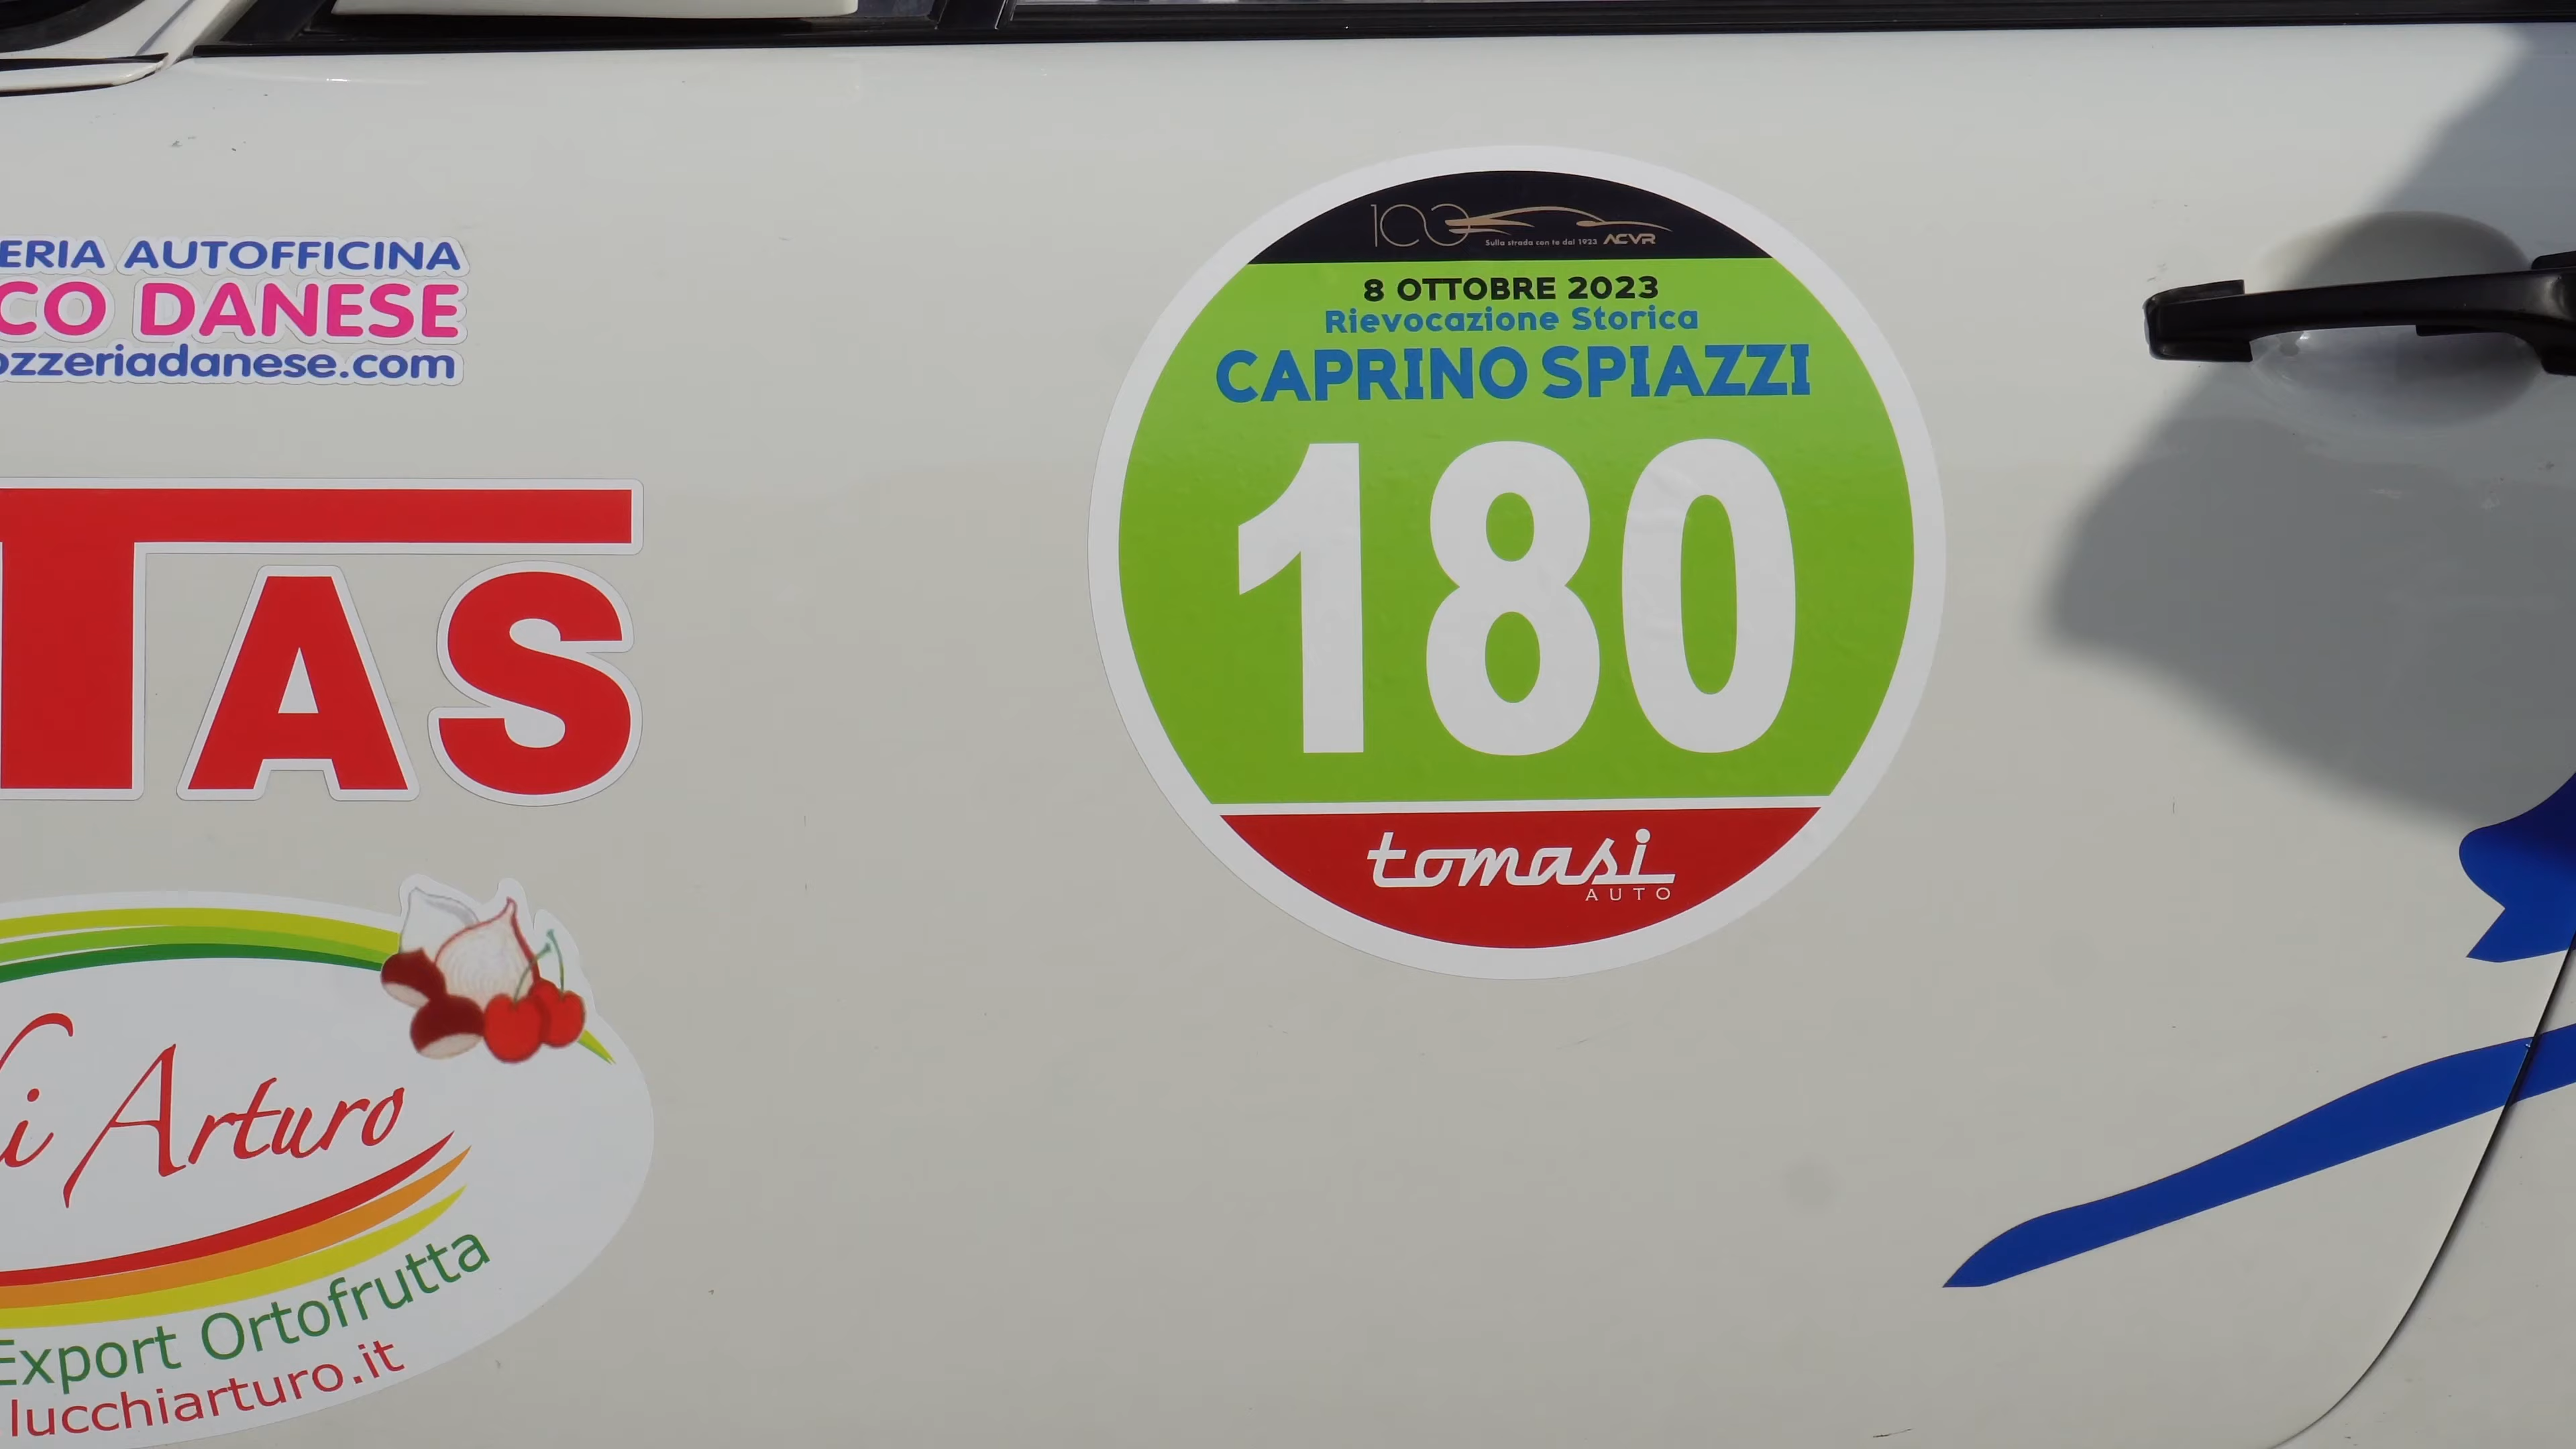 ERIA AUTOFFICINA
CO DANESE
ozzeriadanese.com
TAS
i Arturo
Export Ortofrutta
lucchiarturo.it
100
Sulla strada con te dal 1923 ACVR
8 OTTOBRE 2023
Rievocazione Storica
CAPRINO SPIAZZI
180
tomasi
AUTO